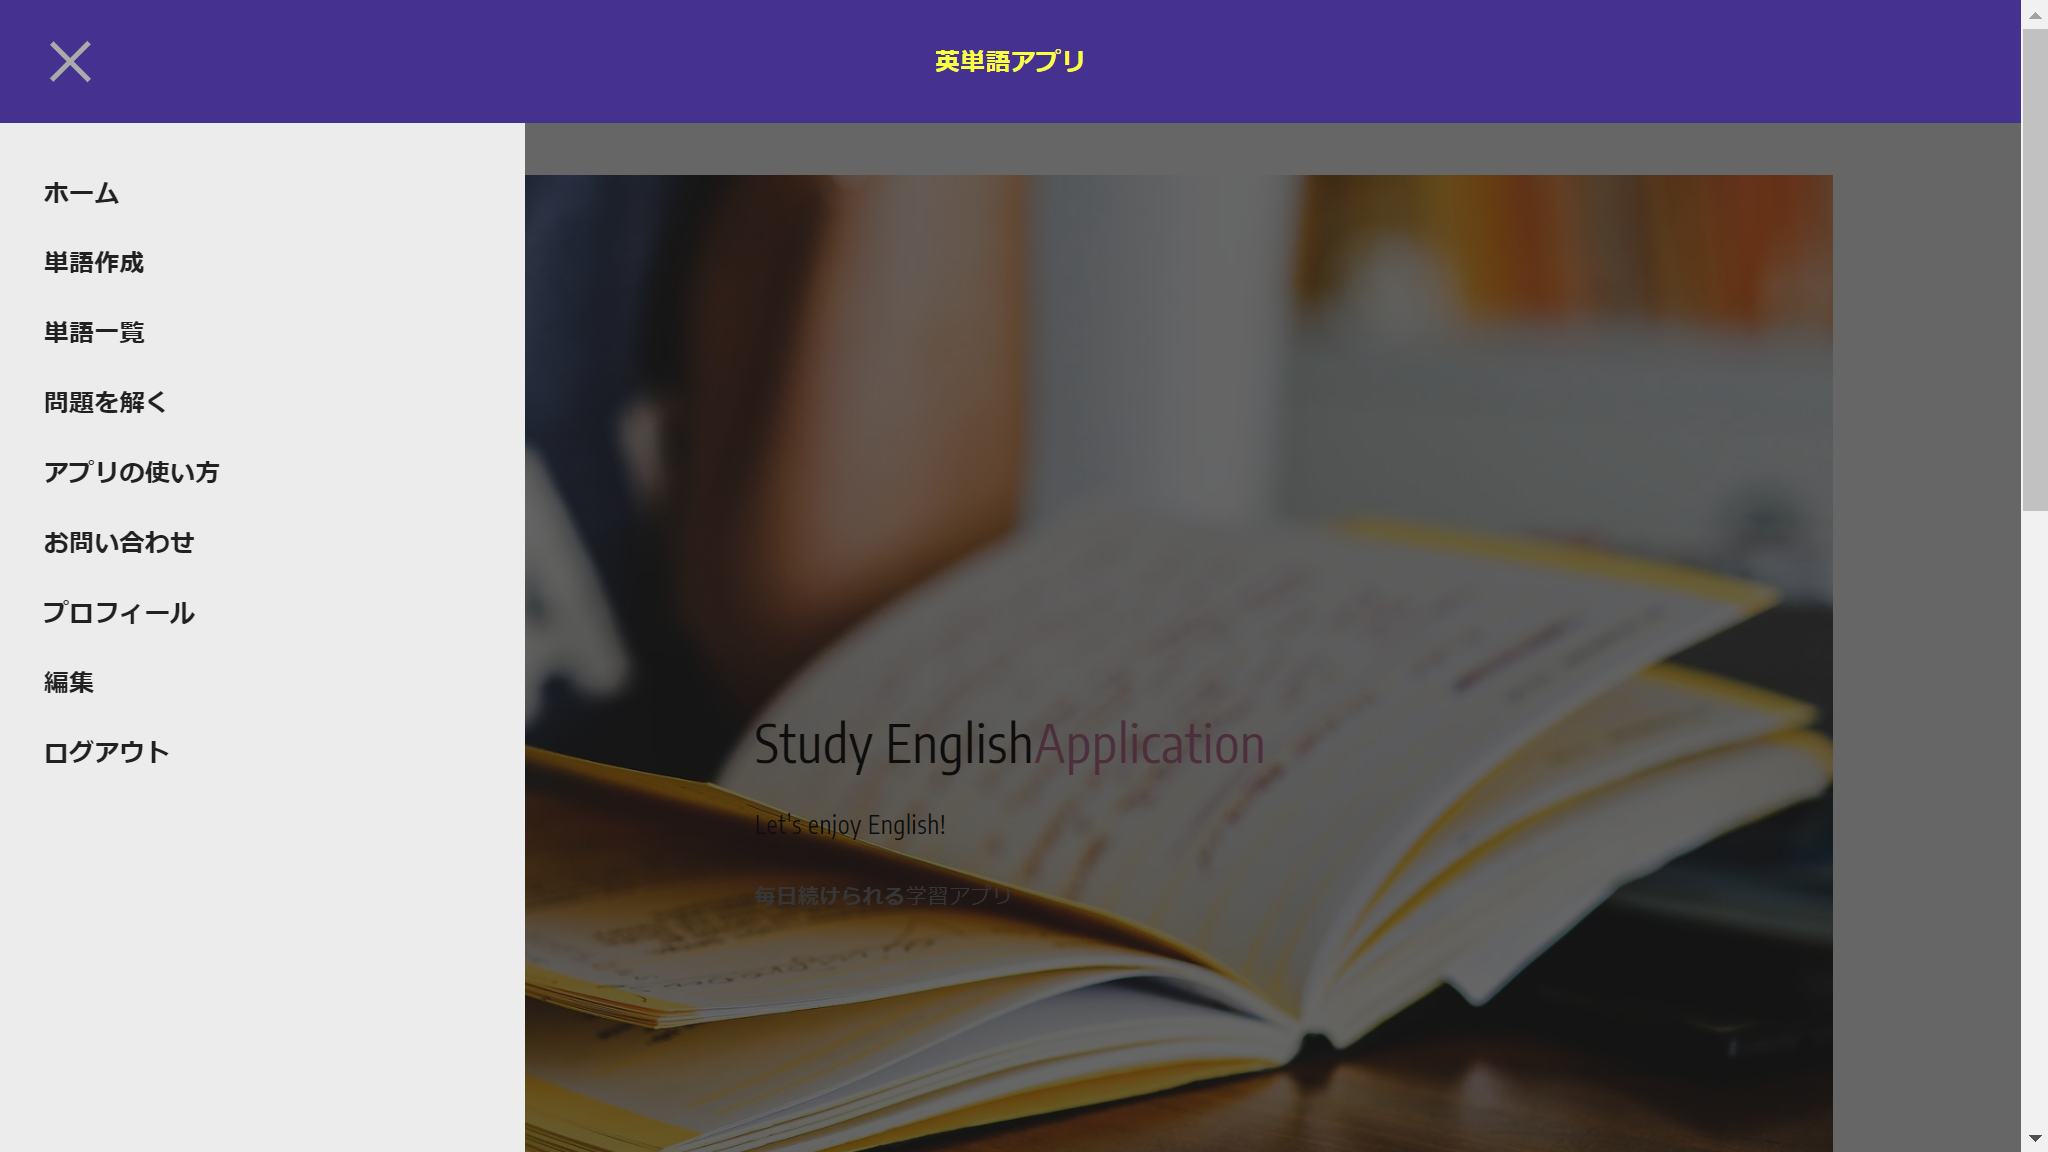 英単語アプリ
ホーム
単語作成
単語一覧
問題を解く
アプリの使い方
お問い合わせ
プロフィール
編集
ログアウト
Study EnglishApplication
Let's enjoy English!
毎日続けられる学習アプリ